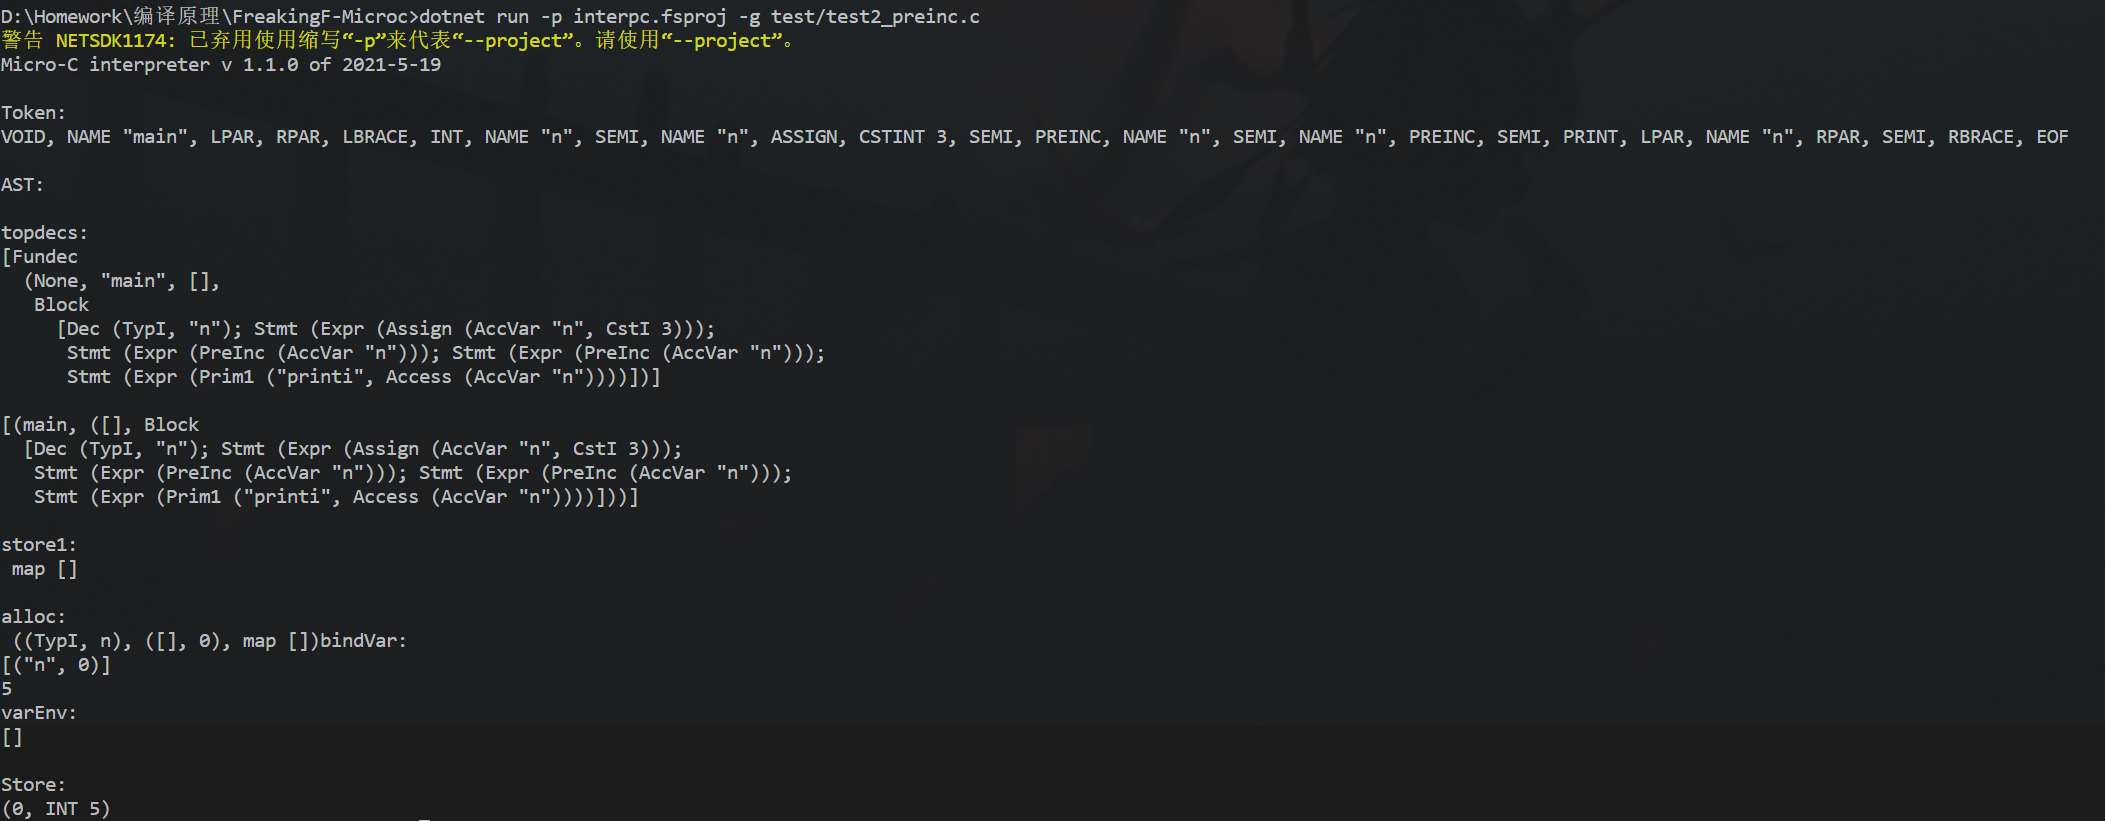 D:\Homework\编译原理\FreakingF-Microc>dotnet run -p interpc.fsproj -g test/test2_preinc.c
警告 NETSDK1174: 已弃用使用缩写“-p”来代表“--project”。请使用“--project”。
Micro-C interpreter v 1.1.0 of 2021-5-19

Token:
VOID, NAME "main", LPAR, RPAR, LBRACE, INT, NAME "n", SEMI, NAME "n", ASSIGN, CSTINT 3, SEMI, PREINC, NAME "n", SEMI, NAME "n", PREINC, SEMI, PRINT, LPAR, NAME "n", RPAR, SEMI, RBRACE, EOF

AST:

topdecs:
[Fundec
  (None, "main", [],
   Block
     [Dec (TypI, "n"); Stmt (Expr (Assign (AccVar "n", CstI 3)));
      Stmt (Expr (PreInc (AccVar "n"))); Stmt (Expr (PreInc (AccVar "n")));
      Stmt (Expr (Prim1 ("printi", Access (AccVar "n"))))])]

[(main, ([], Block
  [Dec (TypI, "n"); Stmt (Expr (Assign (AccVar "n", CstI 3)));
   Stmt (Expr (PreInc (AccVar "n"))); Stmt (Expr (PreInc (AccVar "n")));
   Stmt (Expr (Prim1 ("printi", Access (AccVar "n"))))]))]

store1:
 map []

alloc:
 ((TypI, n), ([], 0), map [])bindVar:
[("n", 0)]
5
varEnv:
[]

Store:
(0, INT 5)